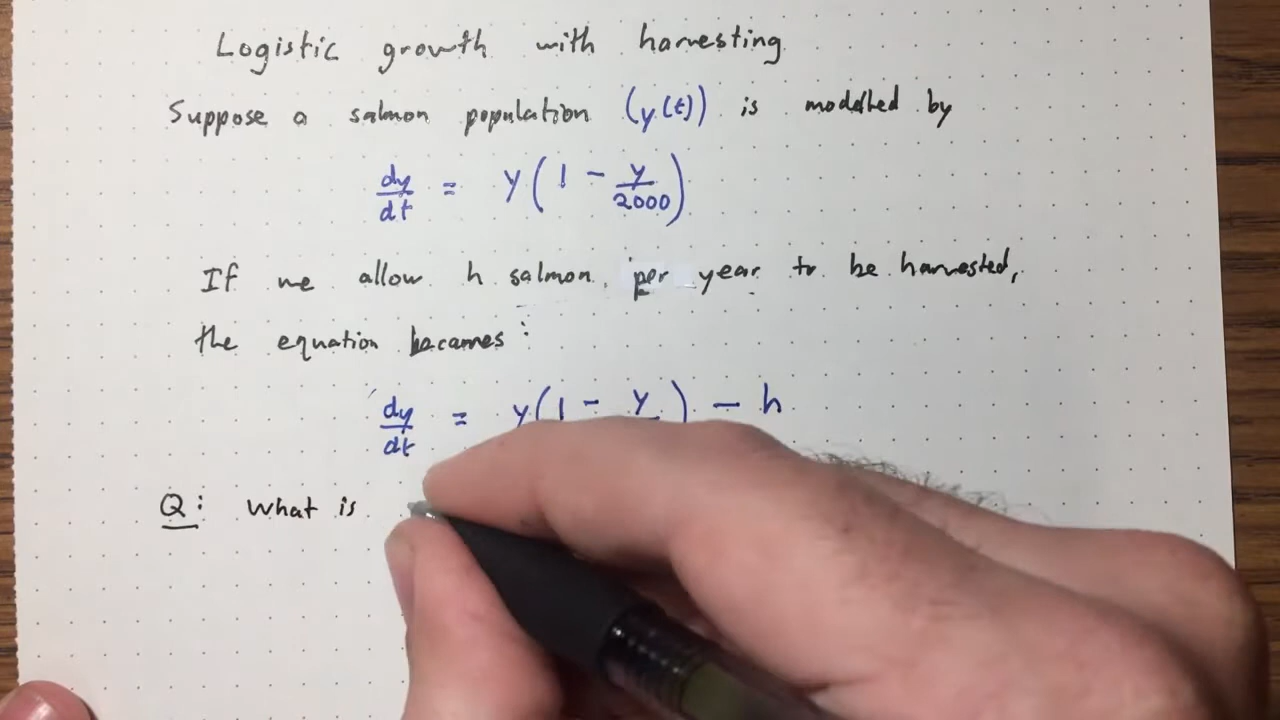 Logistic growth with harvesting
Suppose a salmon population (y(t)) is modelled by
dy/dt = y(1 - y/2000)
If we allow h salmon per year to be harvested,
the equation becomes:
dy/dt = y(1 - y ) - h
Q: What is